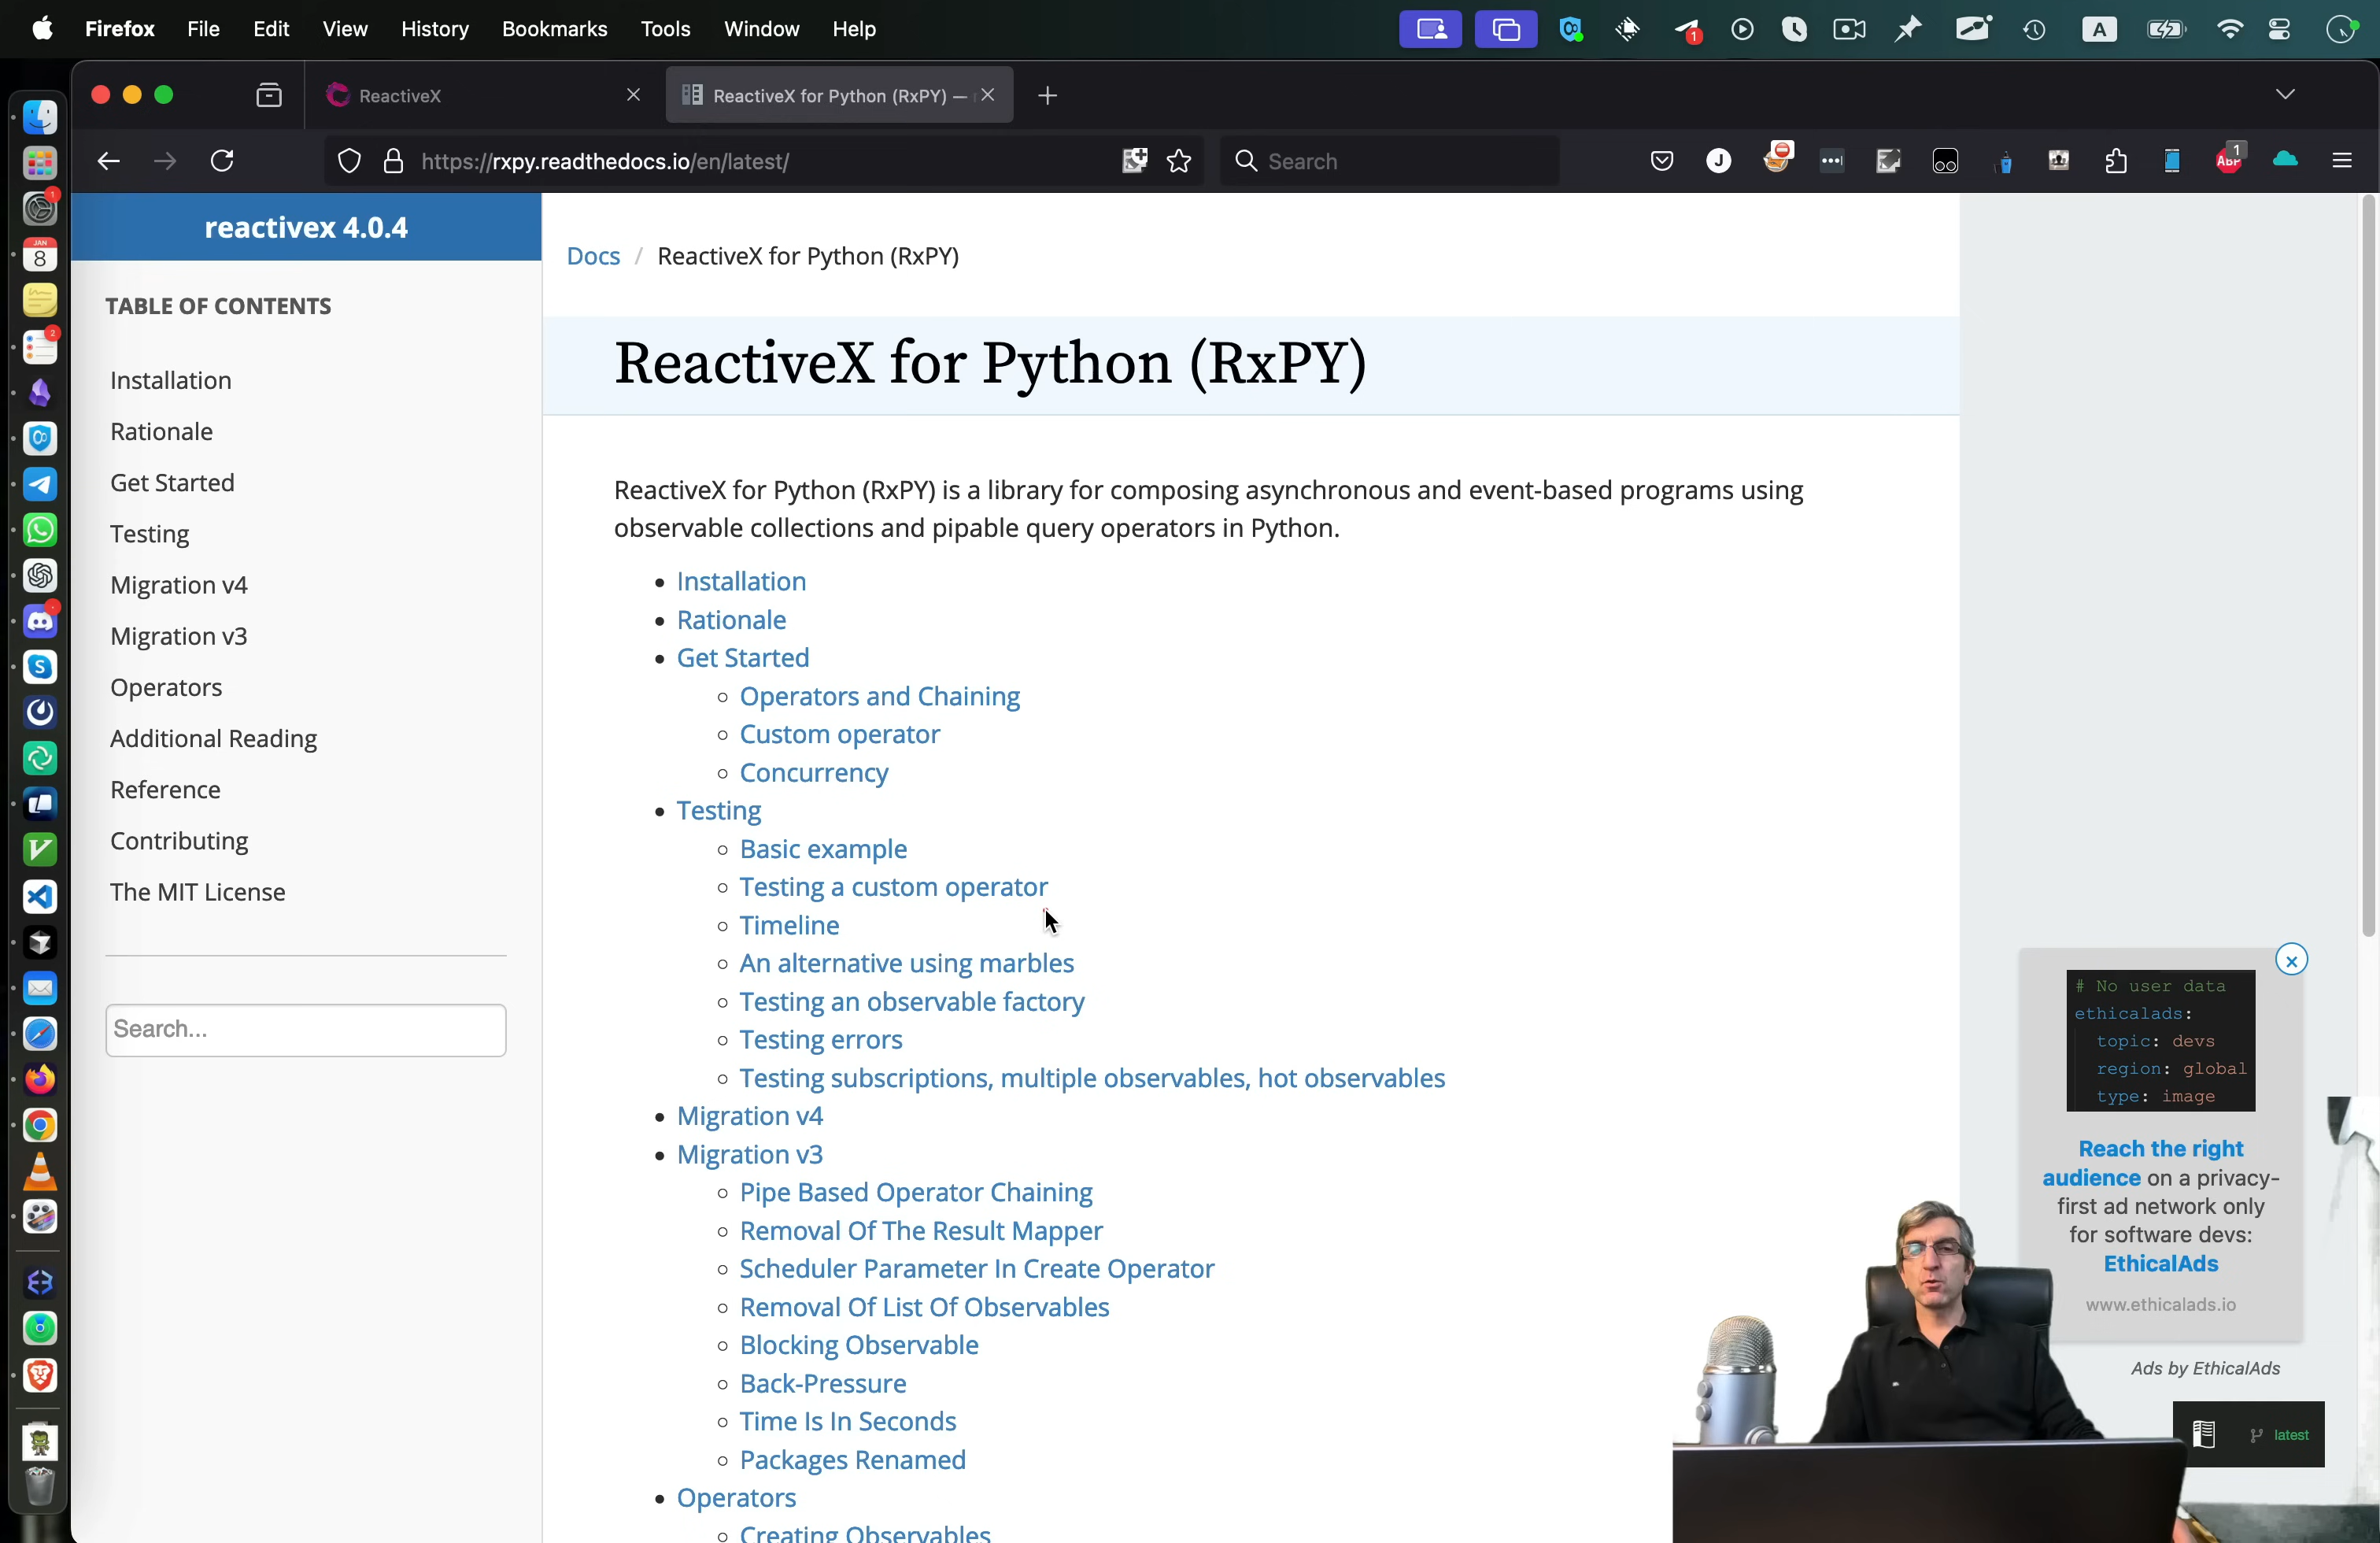 Firefox File Edit View History Bookmarks Tools Window Help
1
A
ReactiveX
ReactiveX for Python (RxPY) —
https://rxpy.readthedocs.io/en/latest/
Search
J
ABP
1
1
JAN
8
2
reactivex 4.0.4
TABLE OF CONTENTS
Installation
Rationale
Get Started
Testing
Migration v4
Migration v3
Operators
Additional Reading
Reference
Contributing
The MIT License
Search...
Docs / ReactiveX for Python (RxPY)
ReactiveX for Python (RxPY)
ReactiveX for Python (RxPY) is a library for composing asynchronous and event-based programs using
observable collections and pipable query operators in Python.
Installation
Rationale
Get Started
Operators and Chaining
Custom operator
Concurrency
Testing
Basic example
Testing a custom operator
Timeline
An alternative using marbles
Testing an observable factory
Testing errors
Testing subscriptions, multiple observables, hot observables
Migration v4
Migration v3
Pipe Based Operator Chaining
Removal Of The Result Mapper
Scheduler Parameter In Create Operator
Removal Of List Of Observables
Blocking Observable
Back-Pressure
Time Is In Seconds
Packages Renamed
Operators
Creating Observables
# No user data
ethicalads:
topic: devs
region: global
type: image
Reach the right
audience on a privacy-
first ad network only
for software devs:
EthicalAds
www.ethicalads.io
Ads by EthicalAds
latest